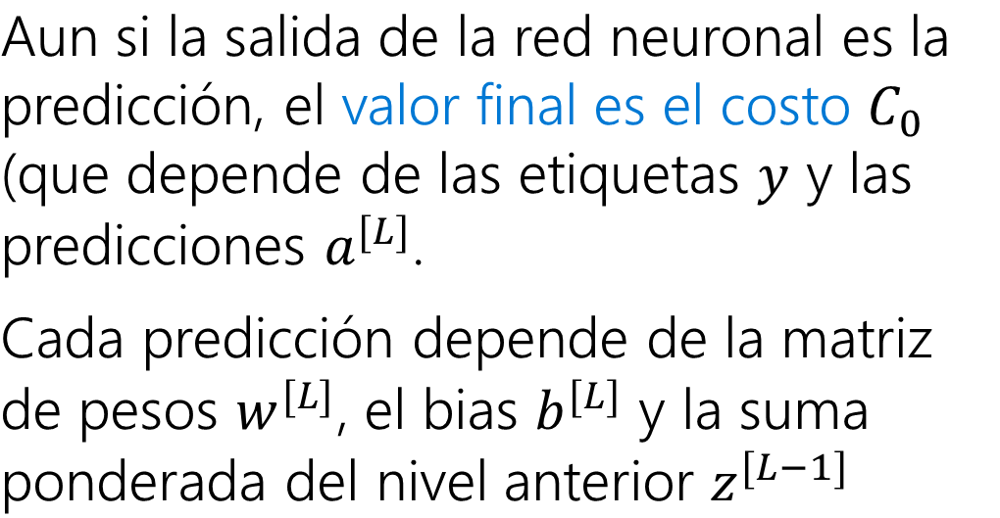 Aun si la salida de la red neuronal es la
predicción, el valor final es el costo 𝐶₀
(que depende de las etiquetas 𝑦 y las
predicciones 𝑎^[𝐿].
Cada predicción depende de la matriz
de pesos 𝑤^[𝐿], el bias 𝑏^[𝐿] y la suma
ponderada del nivel anterior 𝑧^[𝐿−1]